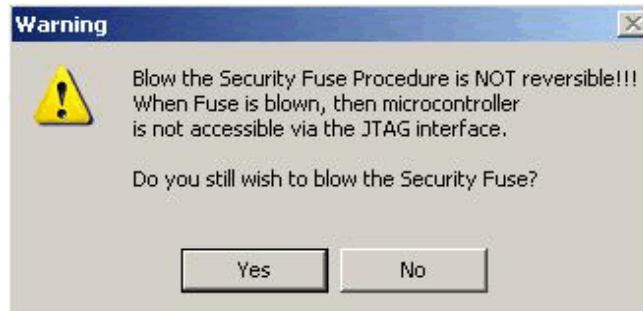 Warning
Blow the Security Fuse Procedure is NOT reversible!!!
When Fuse is blown, then microcontroller
is not accessible via the JTAG interface.
Do you still wish to blow the Security Fuse?
Yes
No